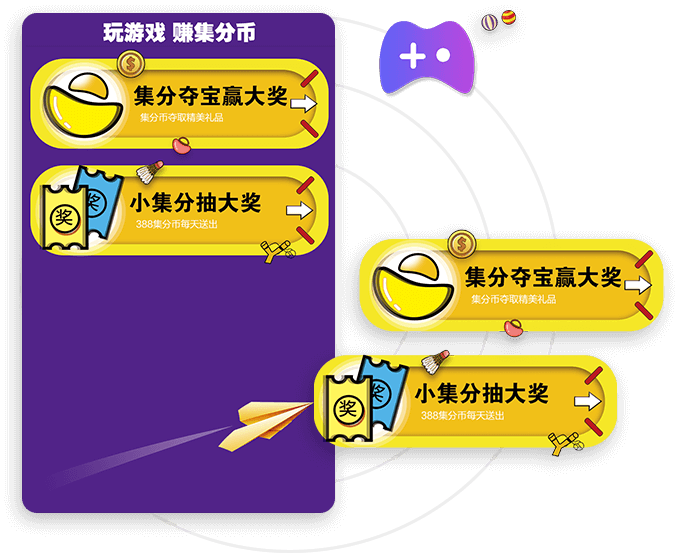 玩游戏 赚集分币
集分夺宝赢大奖
集分币夺取精美礼品
奖
奖
小集分抽大奖
388集分币每天送出
集分夺宝赢大奖
集分币夺取精美礼品
奖
奖
小集分抽大奖
388集分币每天送出